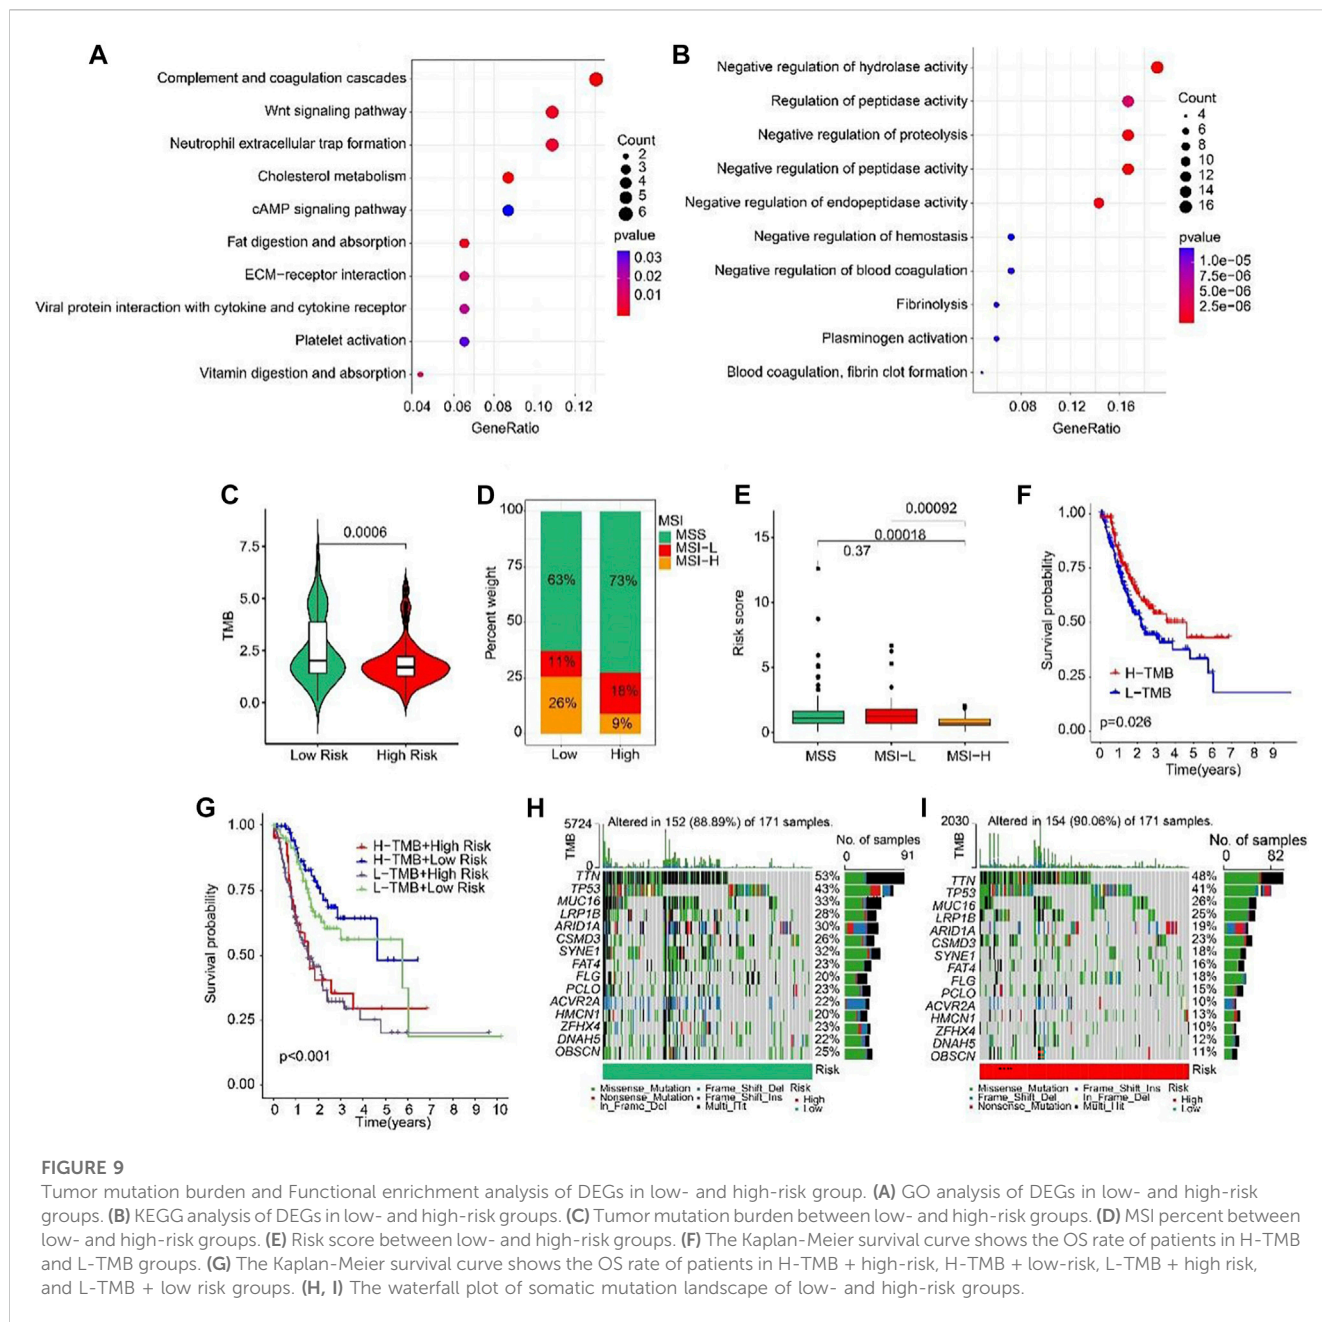 A
Complement and coagulation cascades
Wnt signaling pathway
Neutrophil extracellular trap formation
Cholesterol metabolism
cAMP signaling pathway
Fat digestion and absorption
ECM-receptor interaction
Viral protein interaction with cytokine and cytokine receptor
Platelet activation
Vitamin digestion and absorption
0.04 0.06 0.08 0.10 0.12
GeneRatio
Count
2
3
4
5
6
pvalue
0.03
0.02
0.01
B
Negative regulation of hydrolase activity
Regulation of peptidase activity
Negative regulation of proteolysis
Negative regulation of peptidase activity
Negative regulation of endopeptidase activity
Negative regulation of hemostasis
Negative regulation of blood coagulation
Fibrinolysis
Plasminogen activation
Blood coagulation, fibrin clot formation
0.08 0.12 0.16
GeneRatio
Count
4
6
8
10
12
14
16
pvalue
1.0e-05
7.5e-06
5.0e-06
2.5e-06
C
TMB
7.5
5.0
2.5
0.0
0.0006
Low Risk High Risk
D
Percent weight
100
75
50
25
0
63%
11%
26%
73%
18%
9%
Low High
MSI
MSS
MSI-L
MSI-H
E
Risk score
15
10
5
0
0.00092
0.00018
0.37
MSS MSI-L MSI-H
F
Survival probability
1.00
0.75
0.50
0.25
0.00
H-TMB
L-TMB
p=0.026
0 1 2 3 4 5 6 7 8 9
Time(years)
G
Survival probability
1.00
0.75
0.50
0.25
0.00
H-TMB+High Risk
H-TMB+Low Risk
L-TMB+High Risk
L-TMB+Low Risk
p<0.001
0 1 2 3 4 5 6 7 8 9 10
Time(years)
H
Altered in 152 (88.89%) of 171 samples.
5724
TMB
0
No. of samples
0 91
TTN 53%
TP53 43%
MUC16 33%
LRP1B 28%
ARID1A 30%
CSMD3 26%
SYNE1 32%
FAT4 23%
FLG 20%
PCLO 23%
ACVR2A 22%
HMCN1 20%
ZFHX4 23%
DNAH5 22%
OBSCN 25%
Risk
Missense_Mutation Frame_Shift_Del Risk
Nonsense_Mutation Frame_Shift_Ins High
In_Frame_Del Multi_Hit Low
I
Altered in 154 (90.06%) of 171 samples.
2030
TMB
0
No. of samples
0 82
TTN 48%
TP53 41%
MUC16 26%
LRP1B 25%
ARID1A 19%
CSMD3 23%
SYNE1 18%
FAT4 16%
FLG 18%
PCLO 15%
ACVR2A 10%
HMCN1 13%
ZFHX4 10%
DNAH5 12%
OBSCN 11%
Risk
Missense_Mutation Frame_Shift_Ins Risk
Frame_Shift_Del In_Frame_Del High
Nonsense_Mutation Multi_Hit Low
FIGURE 9
Tumor mutation burden and Functional enrichment analysis of DEGs in low- and high-risk group. (A) GO analysis of DEGs in low- and high-risk
groups. (B) KEGG analysis of DEGs in low- and high-risk groups. (C) Tumor mutation burden between low- and high-risk groups. (D) MSI percent between
low- and high-risk groups. (E) Risk score between low- and high-risk groups. (F) The Kaplan-Meier survival curve shows the OS rate of patients in H-TMB
and L-TMB groups. (G) The Kaplan-Meier survival curve shows the OS rate of patients in H-TMB + high-risk, H-TMB + low-risk, L-TMB + high risk,
and L-TMB + low risk groups. (H, I) The waterfall plot of somatic mutation landscape of low- and high-risk groups.